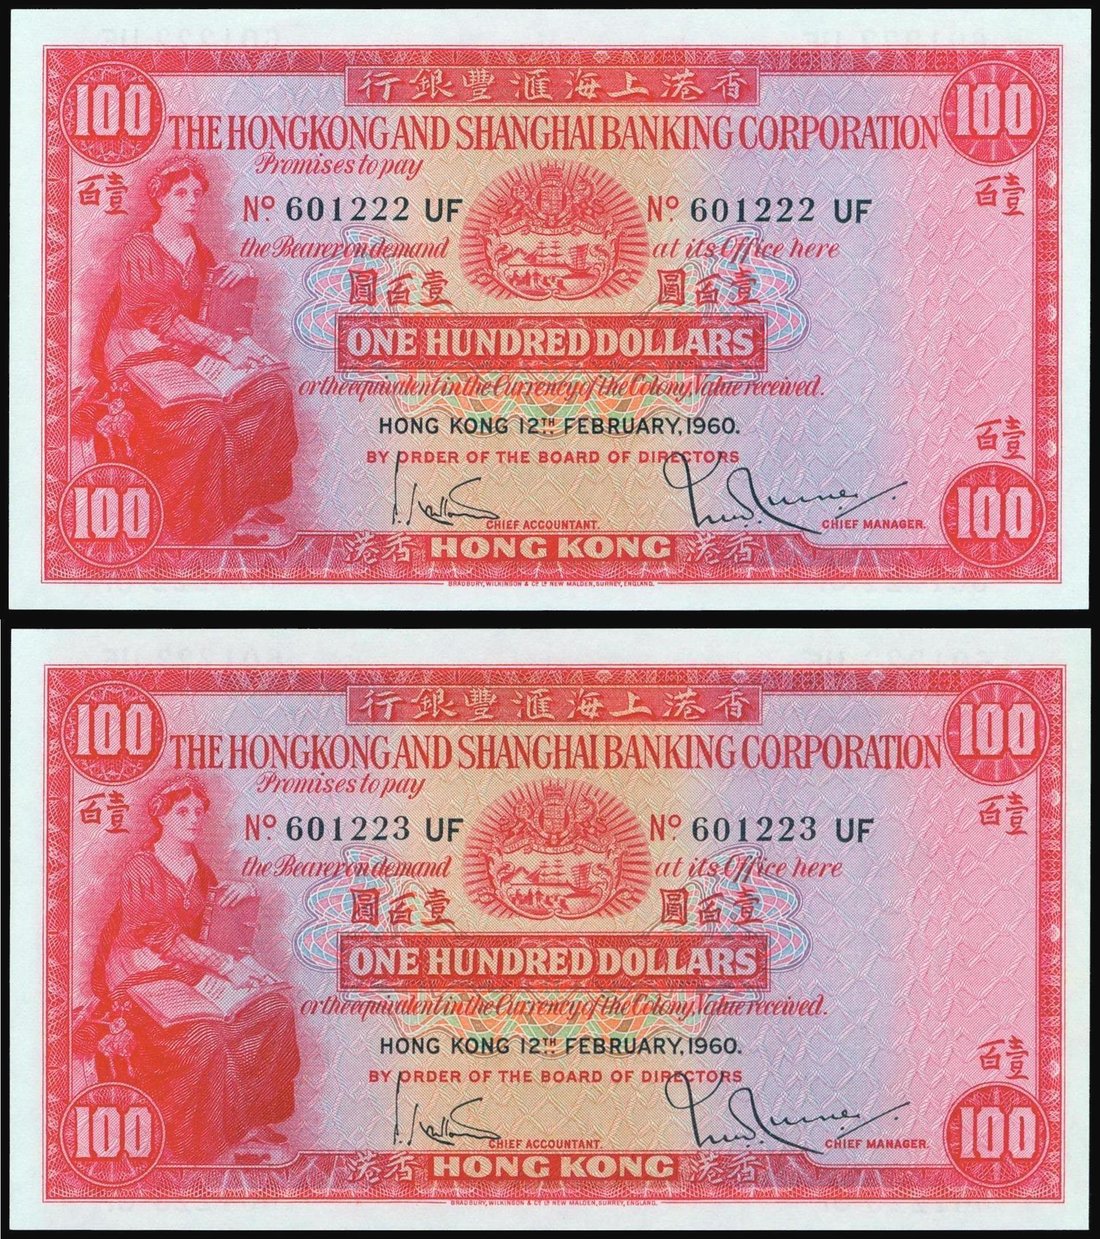 行銀豐滙海上港香
100 100
THE HONGKONG AND SHANGHAI BANKING CORPORATION
Promises to pay
百壹 百壹
Nº 601222 UF Nº 601222 UF
the Bearer on demand at its Office here
圓百壹 圓百壹
ONE HUNDRED DOLLARS
or the equivalent in the Currency of the Colony, Value received.
HONG KONG 12TH FEBRUARY, 1960.
百壹
BY ORDER OF THE BOARD OF DIRECTORS
100 100
CHIEF ACCOUNTANT. CHIEF MANAGER.
港香 HONG KONG 港香
BRADBURY, WILKINSON & Cº Lᴰ NEW MALDEN, SURREY, ENGLAND.
行銀豐滙海上港香
100 100
THE HONGKONG AND SHANGHAI BANKING CORPORATION
Promises to pay
百壹 百壹
Nº 601223 UF Nº 601223 UF
the Bearer on demand at its Office here
圓百壹 圓百壹
ONE HUNDRED DOLLARS
or the equivalent in the Currency of the Colony, Value received.
HONG KONG 12TH FEBRUARY, 1960.
百壹
BY ORDER OF THE BOARD OF DIRECTORS
100 100
CHIEF ACCOUNTANT. CHIEF MANAGER.
港香 HONG KONG 港香
BRADBURY, WILKINSON & Cº Lᴰ NEW MALDEN, SURREY, ENGLAND.